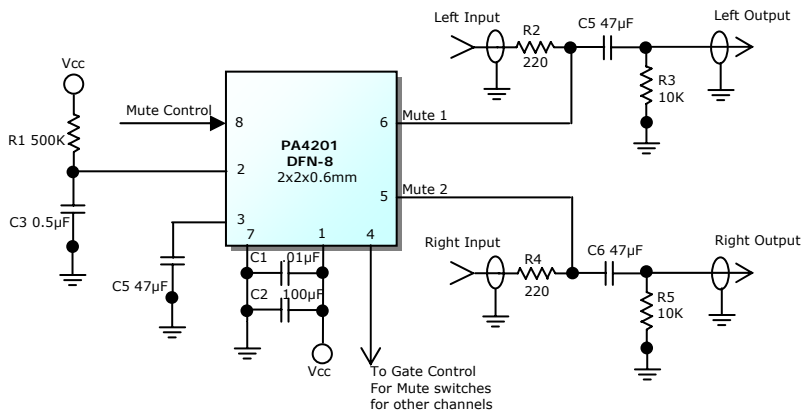 Left Input
R2
220
C5 47µF
Left Output
R3
10K
Vcc
R1 500K
Mute Control
8
PA4201
DFN-8
2x2x0.6mm
6
Mute 1
2
5
Mute 2
C3 0.5µF
3
7
1
4
C5 47µF
C1 .01µF
C2 100µF
Vcc
Right Input
R4
220
C6 47µF
Right Output
R5
10K
To Gate Control
For Mute switches
for other channels